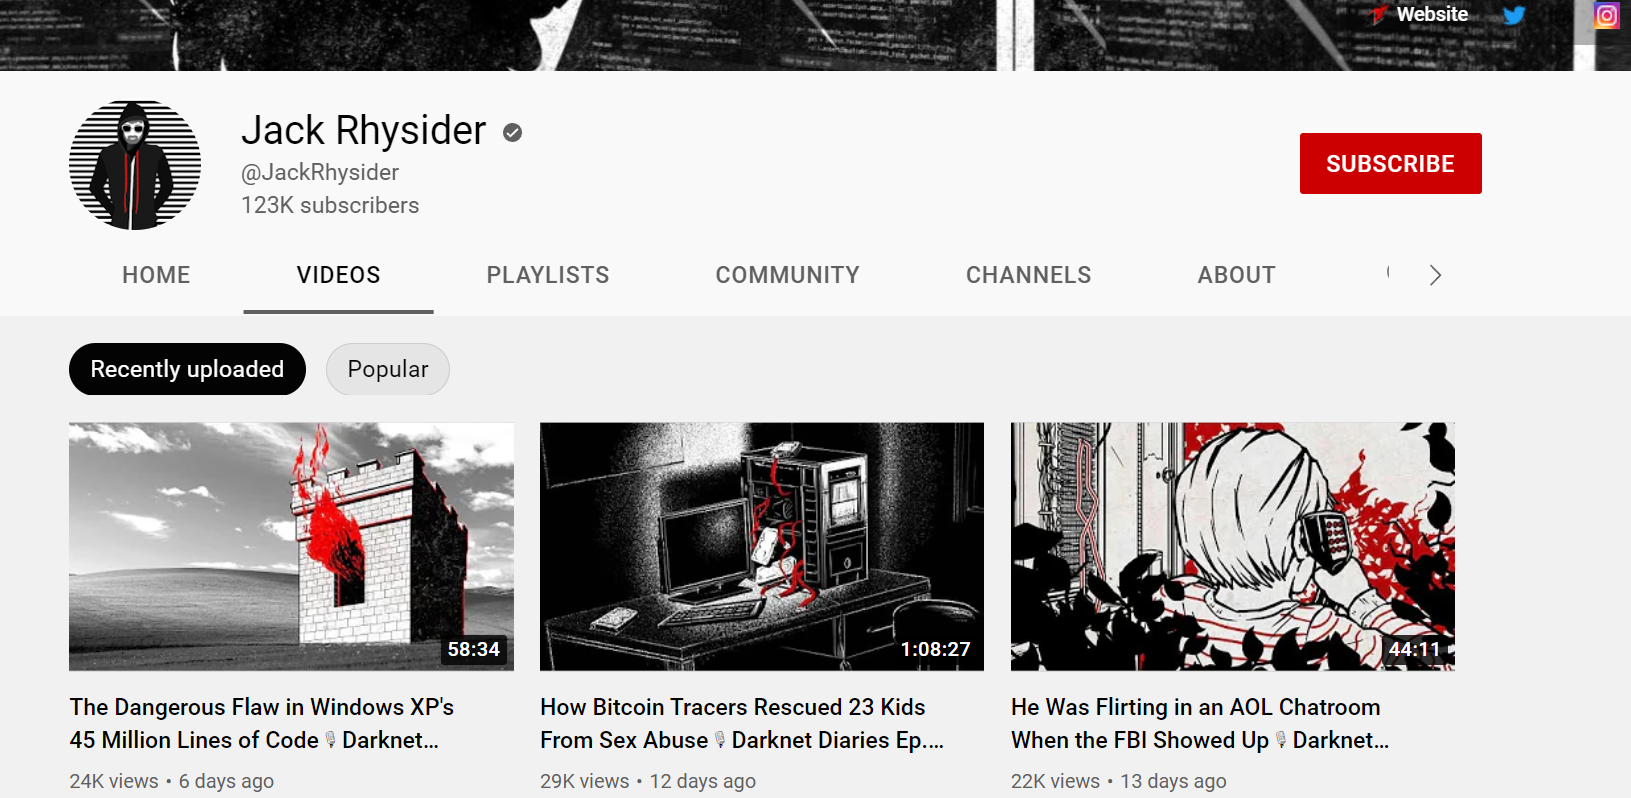 Website
Jack Rhysider
@JackRhysider
123K subscribers
SUBSCRIBE
HOME
VIDEOS
PLAYLISTS
COMMUNITY
CHANNELS
ABOUT
Recently uploaded
Popular
58:34
1:08:27
44:11
The Dangerous Flaw in Windows XP's
45 Million Lines of Code🎙Darknet...
24K views • 6 days ago
How Bitcoin Tracers Rescued 23 Kids
From Sex Abuse🎙Darknet Diaries Ep....
29K views • 12 days ago
He Was Flirting in an AOL Chatroom
When the FBI Showed Up🎙Darknet...
22K views • 13 days ago